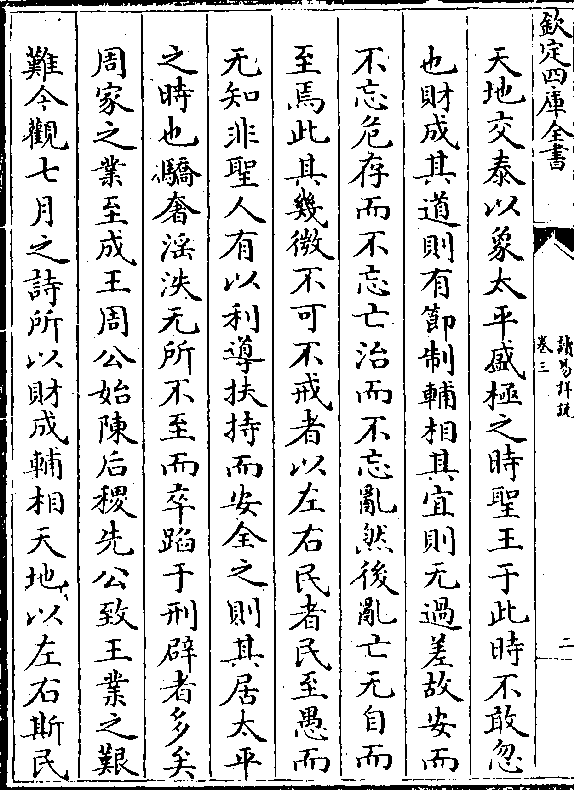 欽定四庫全書
讀易詳說
卷三
二
天地交泰以象太平盛極之時聖王于此時不敢忽
也財成其道則有節制輔相其宜則无過差故安而
不忘危存而不忘亡治而不忘亂然後亂亡无自而
至焉此其幾微不可不戒者以左右民者民至愚而
无知非聖人有以利導扶持而安全之則其居太平
之時也驕奢淫泆无所不至而卒蹈于刑辟者多矣
周家之業至成王周公始陳后稷先公致王業之艱
難今觀七月之詩所以財成輔相天地以左右斯民